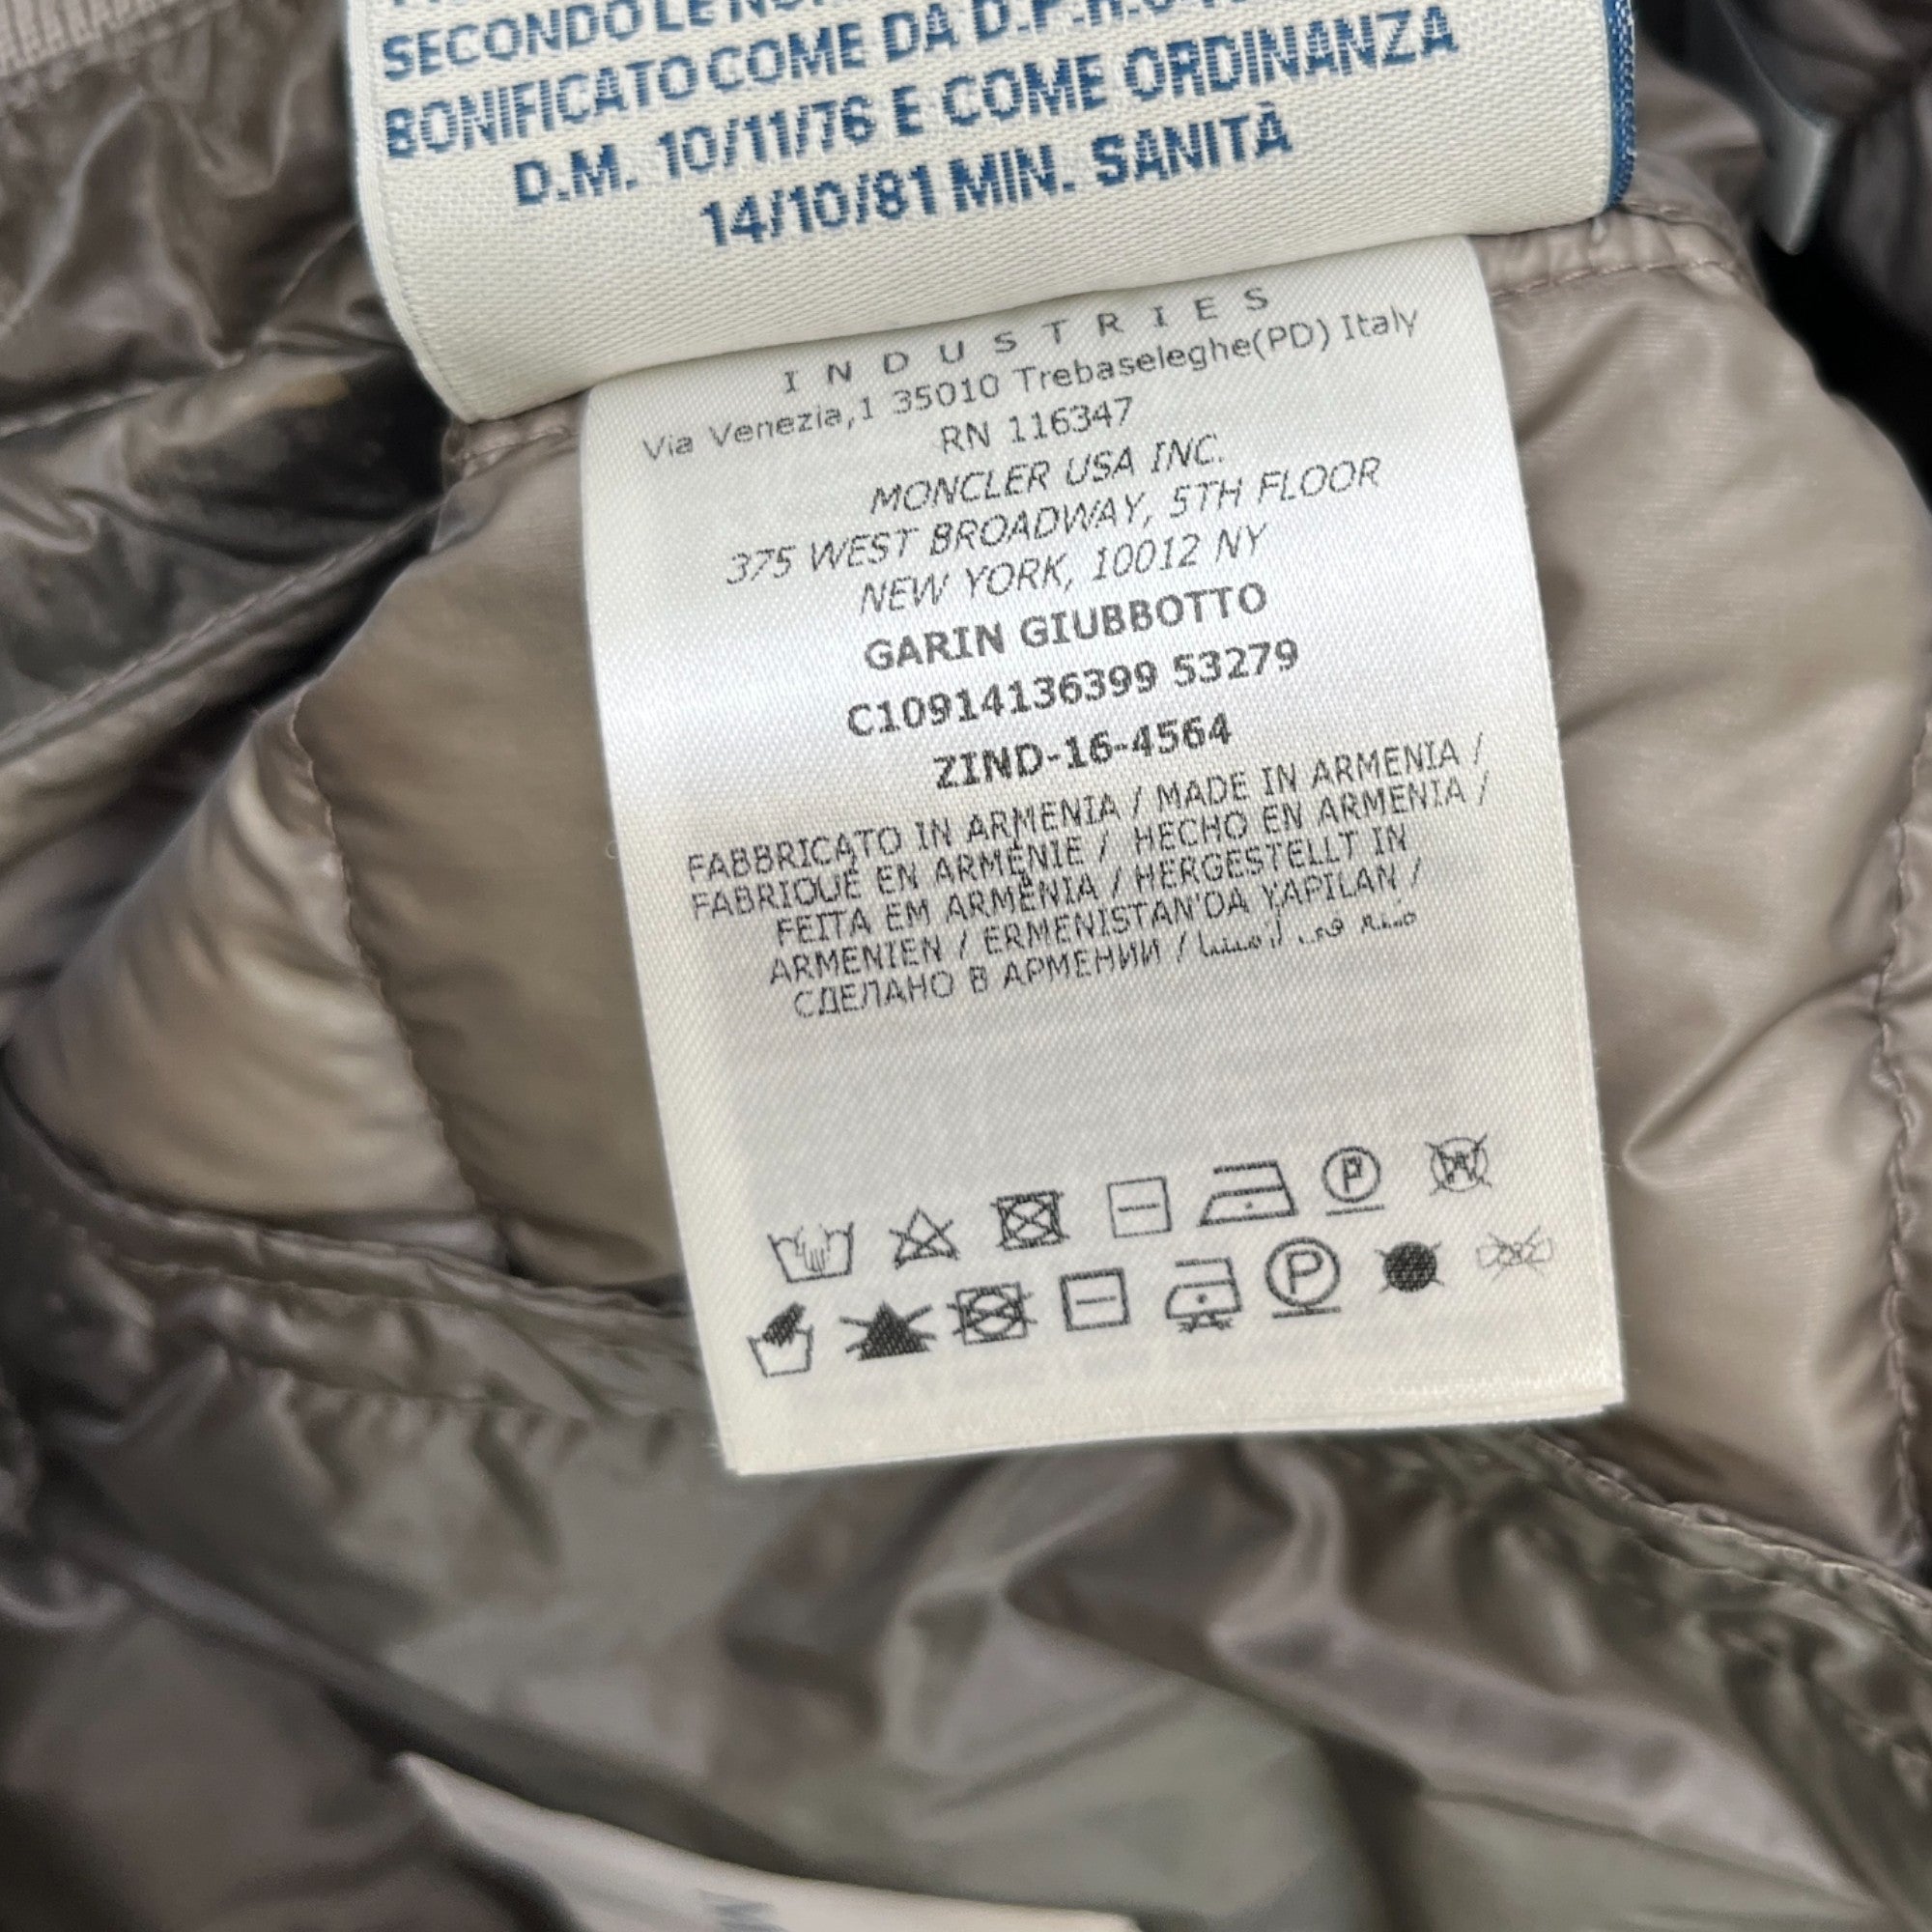 SECONDO LE
BONIFICATO COME DA D.P.R.
D.M. 10/11/76 E COME ORDINANZA
14/10/81 MIN. SANITÀ
INDUSTRIES
Via Venezia,1 35010 Trebaseleghe(PD) Italy
RN 116347
MONCLER USA INC.
375 WEST BROADWAY, 5TH FLOOR
NEW YORK, 10012 NY
GARIN GIUBBOTTO
C10914136399 53279
ZIND-16-4564
FABBRICATO IN ARMENIA / MADE IN ARMENIA /
FABRIQUÉ EN ARMÉNIE / HECHO EN ARMENIA /
FEITA EM ARMÊNIA / HERGESTELLT IN
ARMENIEN / ERMENISTAN'DA YAPILAN /
СДЕЛАНО В АРМЕНИИ / صنع في أرمينيا
P
W
P